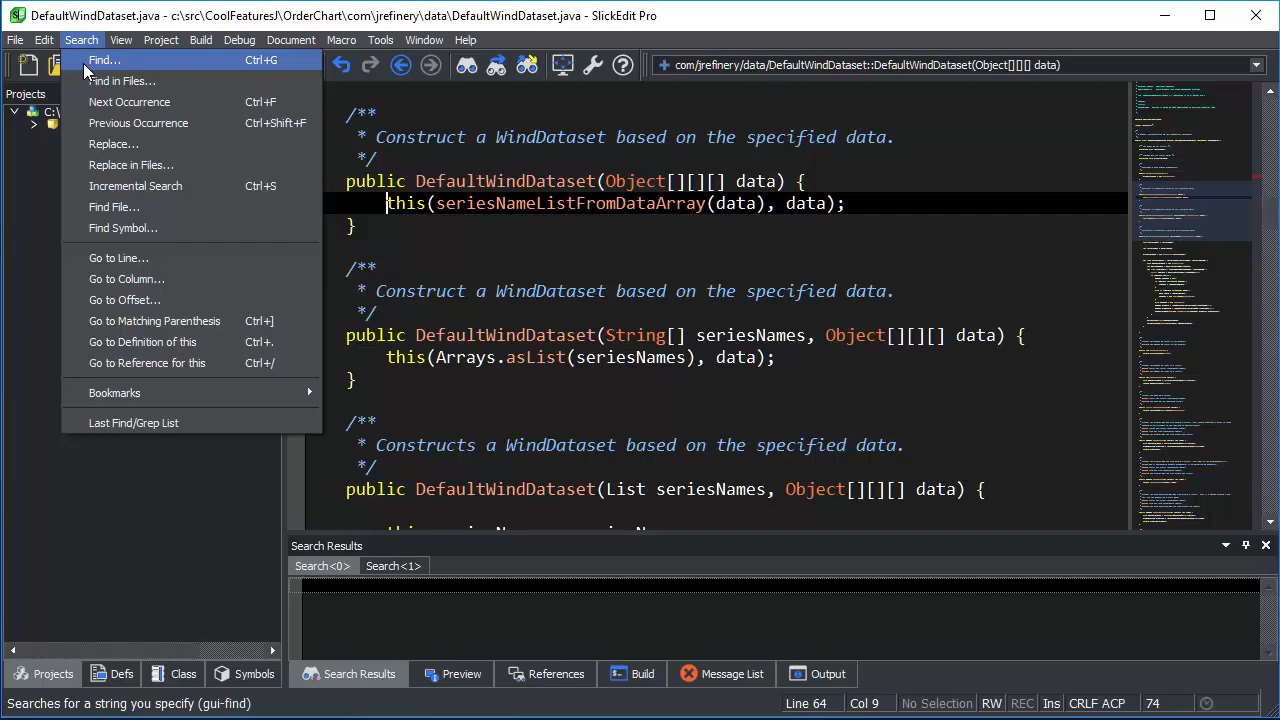 DefaultWindDataset.java - c:\src\CoolFeaturesJ\OrderChart\com\jrefinery\data\DefaultWindDataset.java - SlickEdit Pro
File Edit Search View Project Build Debug Document Macro Tools Window Help
com/jrefinery/data/DefaultWindDataset::DefaultWindDataset(Object[][][] data)
Projects
C:\
Find... Ctrl+G
Find in Files...
Next Occurrence Ctrl+F
Previous Occurrence Ctrl+Shift+F
Replace...
Replace in Files...
Incremental Search Ctrl+S
Find File...
Find Symbol...
Go to Line...
Go to Column...
Go to Offset...
Go to Matching Parenthesis Ctrl+]
Go to Definition of this Ctrl+.
Go to Reference for this Ctrl+/
Bookmarks
Last Find/Grep List
/**
* Construct a WindDataset based on the specified data.
*/
public DefaultWindDataset(Object[][][] data) {
this(seriesNameListFromDataArray(data), data);
}
/**
* Construct a WindDataset based on the specified data.
*/
public DefaultWindDataset(String[] seriesNames, Object[][][] data) {
this(Arrays.asList(seriesNames), data);
}
/**
* Construct a WindDataset based on the specified data.
*/
public DefaultWindDataset(List seriesNames, Object[][][] data) {
Search Results
Search<0> Search<1>
Projects Defs Class Symbols
Search Results Preview References Build Message List Output
Searches for a string you specify (gui-find) Line 64 Col 9 No Selection RW REC Ins CRLF ACP 74